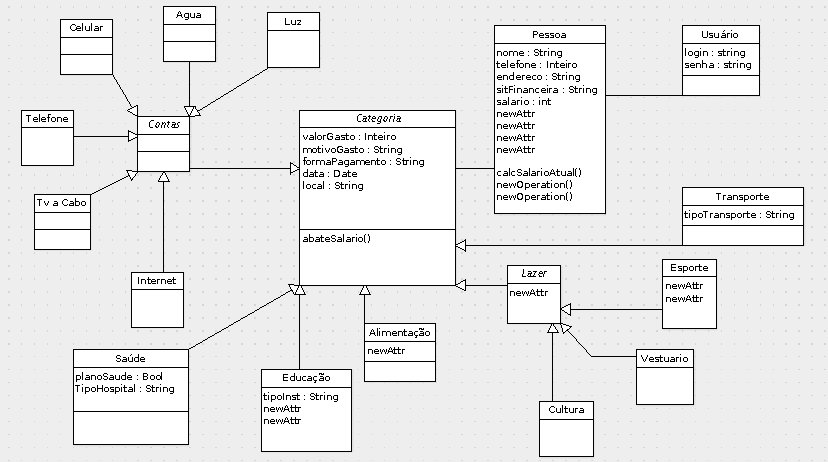 Celular
Agua
Luz
Telefone
Contas
Tv a Cabo
Internet
Categoria
valorGasto : Inteiro
motivoGasto : String
formaPagamento : String
data : Date
local : String
abateSalario()
Pessoa
nome : String
telefone : Inteiro
endereco : String
sitFinanceira : String
salario : int
newAttr
newAttr
newAttr
newAttr
calcSalarioAtual()
newOperation()
newOperation()
Usuário
login : string
senha : string
Transporte
tipoTransporte : String
Lazer
newAttr
Esporte
newAttr
newAttr
Vestuario
Cultura
Alimentação
newAttr
Educação
tipoInst : String
newAttr
newAttr
Saúde
planoSaude : Bool
TipoHospital : String